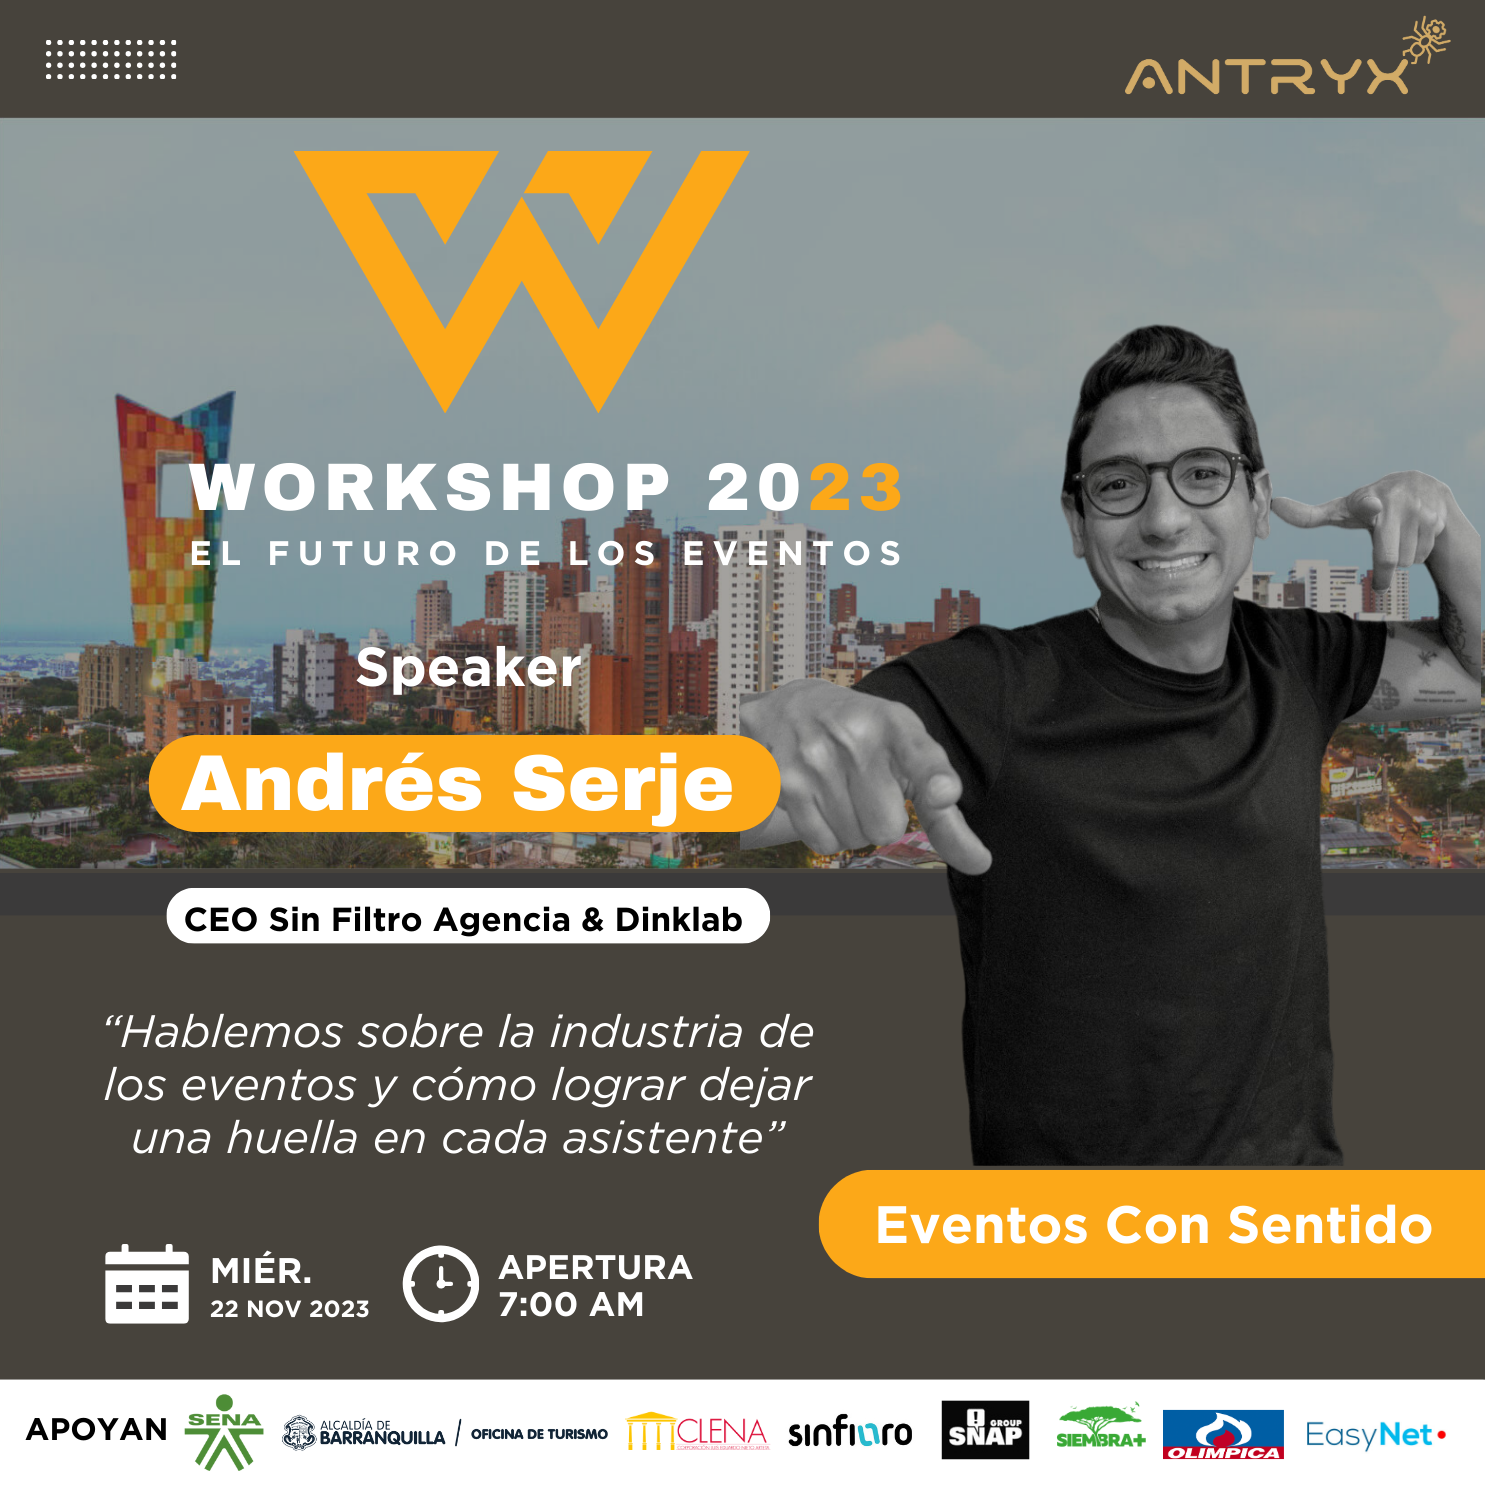 ANTRYX
WORKSHOP 2023
EL FUTURO DE LOS EVENTOS
Speaker
Andrés Serje
CEO Sin Filtro Agencia & Dinklab
“Hablemos sobre la industria de
los eventos y cómo lograr dejar
una huella en cada asistente”
Eventos Con Sentido
MIÉR.
22 NOV 2023
APERTURA
7:00 AM
APOYAN
SENA
ALCALDÍA DE
BARRANQUILLA
OFICINA DE TURISMO
CLENA
sinfiltro
SNAP
GROUP
SIEMBRA+
OLIMPICA
EasyNet